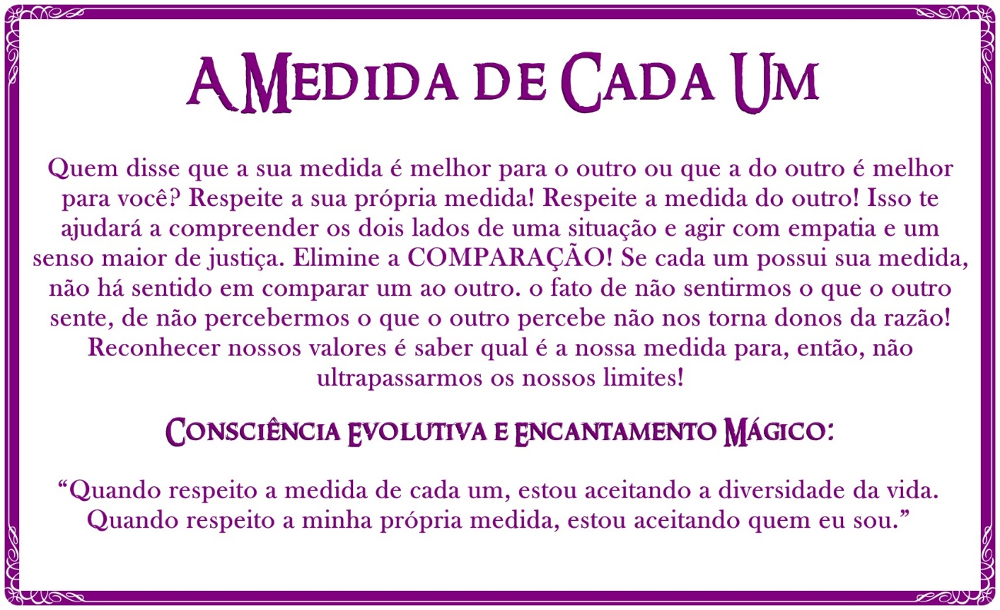 A Medida de Cada Um
Quem disse que a sua medida é melhor para o outro ou que a do outro é melhor
para você? Respeite a sua própria medida! Respeite a medida do outro! Isso te
ajudará a compreender os dois lados de uma situação e agir com empatia e um
senso maior de justiça. Elimine a COMPARAÇÃO! Se cada um possui sua medida,
não há sentido em comparar um ao outro. o fato de não sentirmos o que o outro
sente, de não percebermos o que o outro percebe não nos torna donos da razão!
Reconhecer nossos valores é saber qual é a nossa medida para, então, não
ultrapassarmos os nossos limites!
Consciência Evolutiva e Encantamento Mágico:
“Quando respeito a medida de cada um, estou aceitando a diversidade da vida.
Quando respeito a minha própria medida, estou aceitando quem eu sou.”